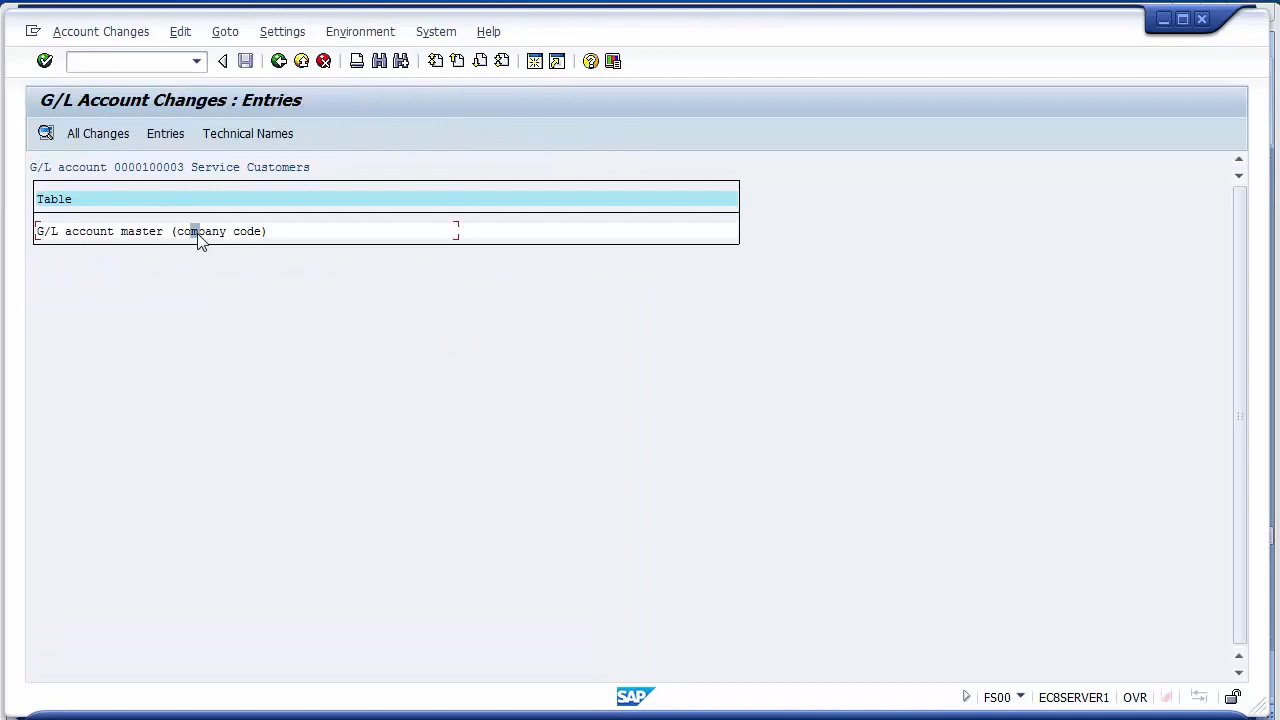 Account Changes Edit Goto Settings Environment System Help
G/L Account Changes : Entries
All Changes Entries Technical Names
G/L account 0000100003 Service Customers
Table
G/L account master (company code)
SAP FS00 EC8SERVER1 OVR